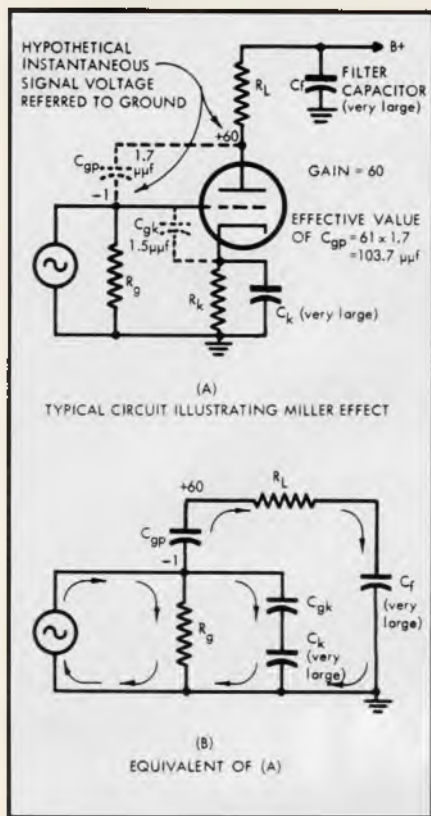 HYPOTHETICAL
INSTANTANEOUS
SIGNAL VOLTAGE
REFERRED TO GROUND
B+
R_L
C_f
FILTER
CAPACITOR
(very large)
+60
C_gp
1.7
μμf
-1
GAIN = 60
C_gk
1.5μμf
EFFECTIVE VALUE
OF C_gp=61 x 1.7
=103.7 μμf
R_g
R_k
C_k (very large)
(A)
TYPICAL CIRCUIT ILLUSTRATING MILLER EFFECT
+60
R_L
C_gp
-1
C_gk
C_f
(very
large)
R_g
C_k
(very
large)
(B)
EQUIVALENT OF (A)